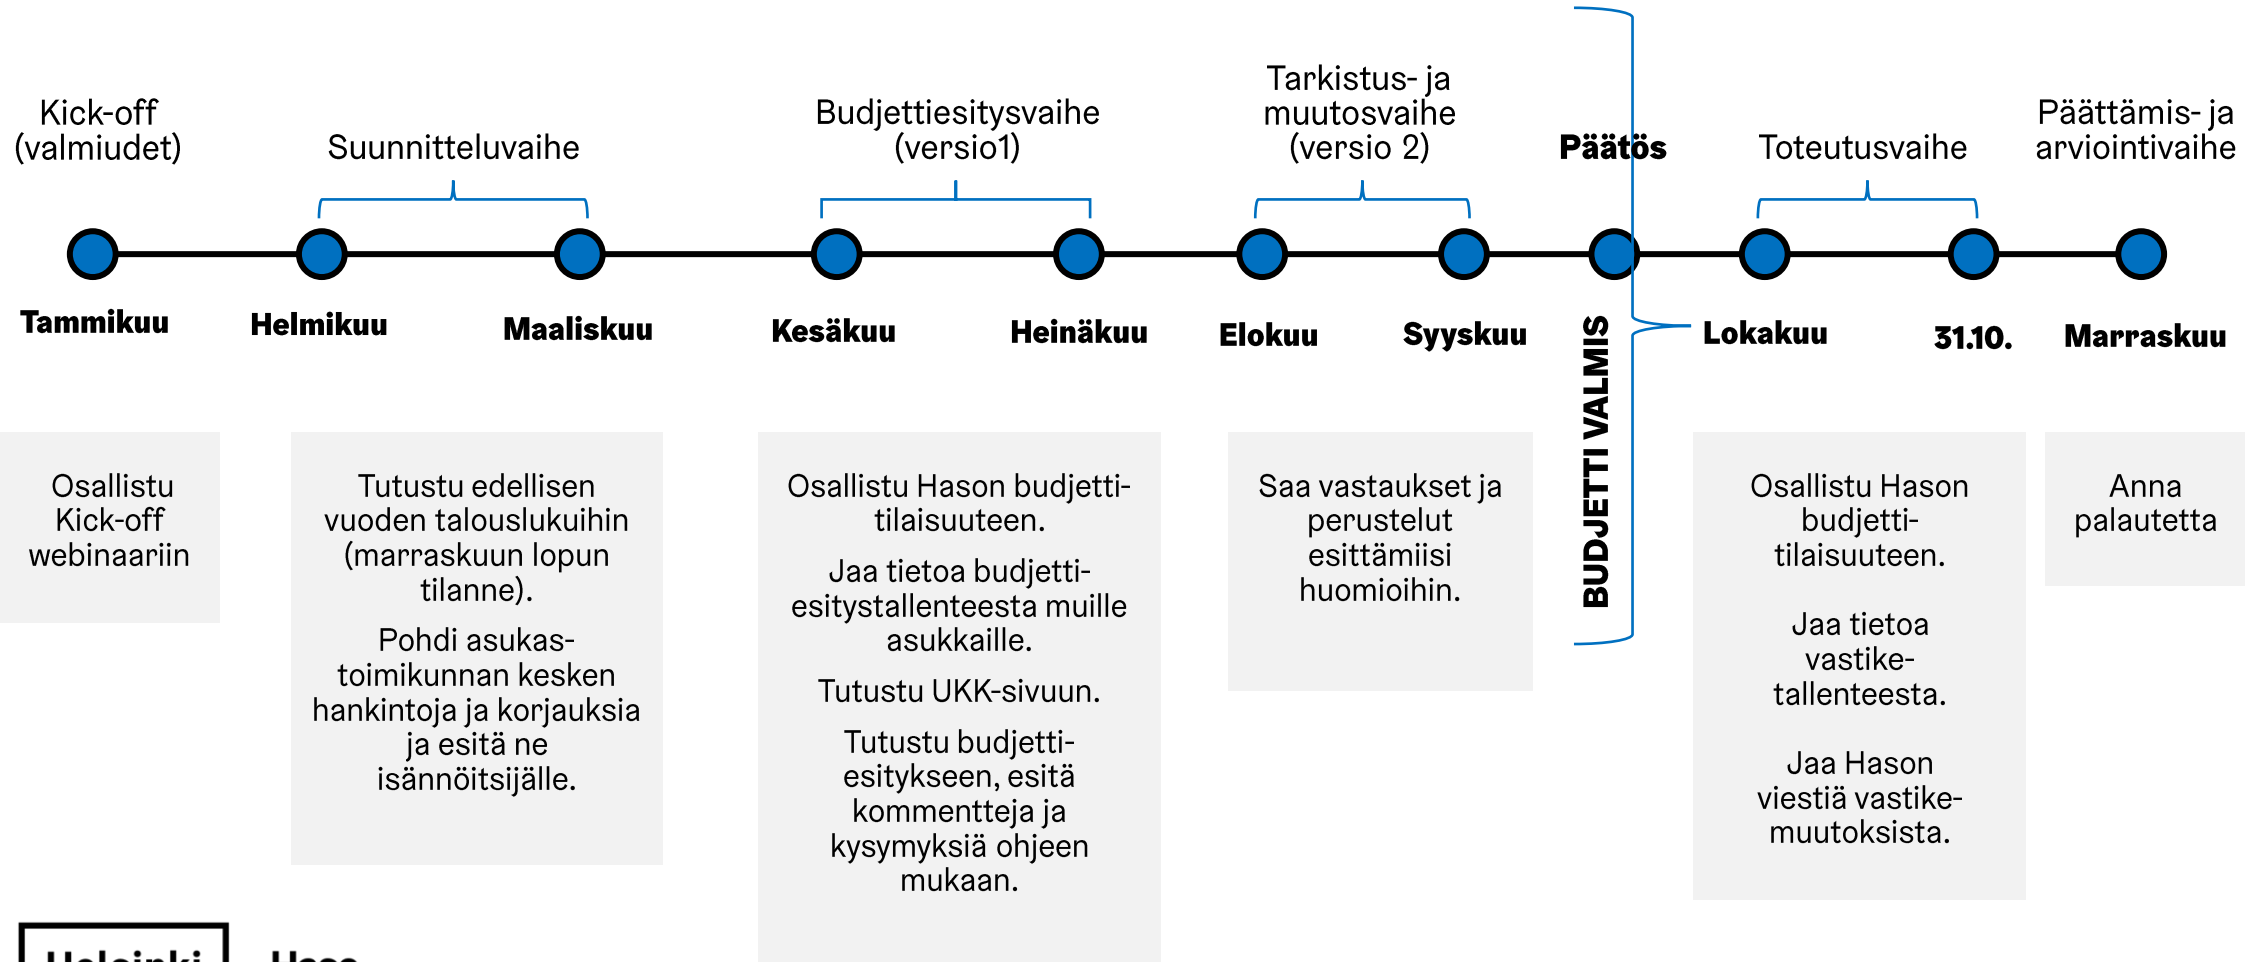 Kick-off
(valmiudet)
Suunnitteluvaihe
Budjettiesitysvaihe
(versio1)
Tarkistus- ja
muutosvaihe
(versio 2)
Päätös
Toteutusvaihe
Päättämis- ja
arviointivaihe
Tammikuu
Helmikuu
Maaliskuu
Kesäkuu
Heinäkuu
Elokuu
Syyskuu
BUDJETTI VALMIS
Lokakuu
31.10.
Marraskuu
Osallistu
Kick-off
webinaariin
Tutustu edellisen
vuoden talouslukuihin
(marraskuun lopun
tilanne).
Pohdi asukas-
toimikunnan kesken
hankintoja ja korjauksia
ja esitä ne
isännöitsijälle.
Osallistu Hason budjetti-
tilaisuuteen.
Jaa tietoa budjetti-
esitystallenteesta muille
asukkaille.
Tutustu UKK-sivuun.
Tutustu budjetti-
esitykseen, esitä
kommentteja ja
kysymyksiä ohjeen
mukaan.
Saa vastaukset ja
perustelut
esittämiisi
huomioihin.
Osallistu Hason
budjetti-
tilaisuuteen.
Jaa tietoa
vastike-
tallenteesta.
Jaa Hason
viestiä vastike-
muutoksista.
Anna
palautetta
Helsinki
Haso